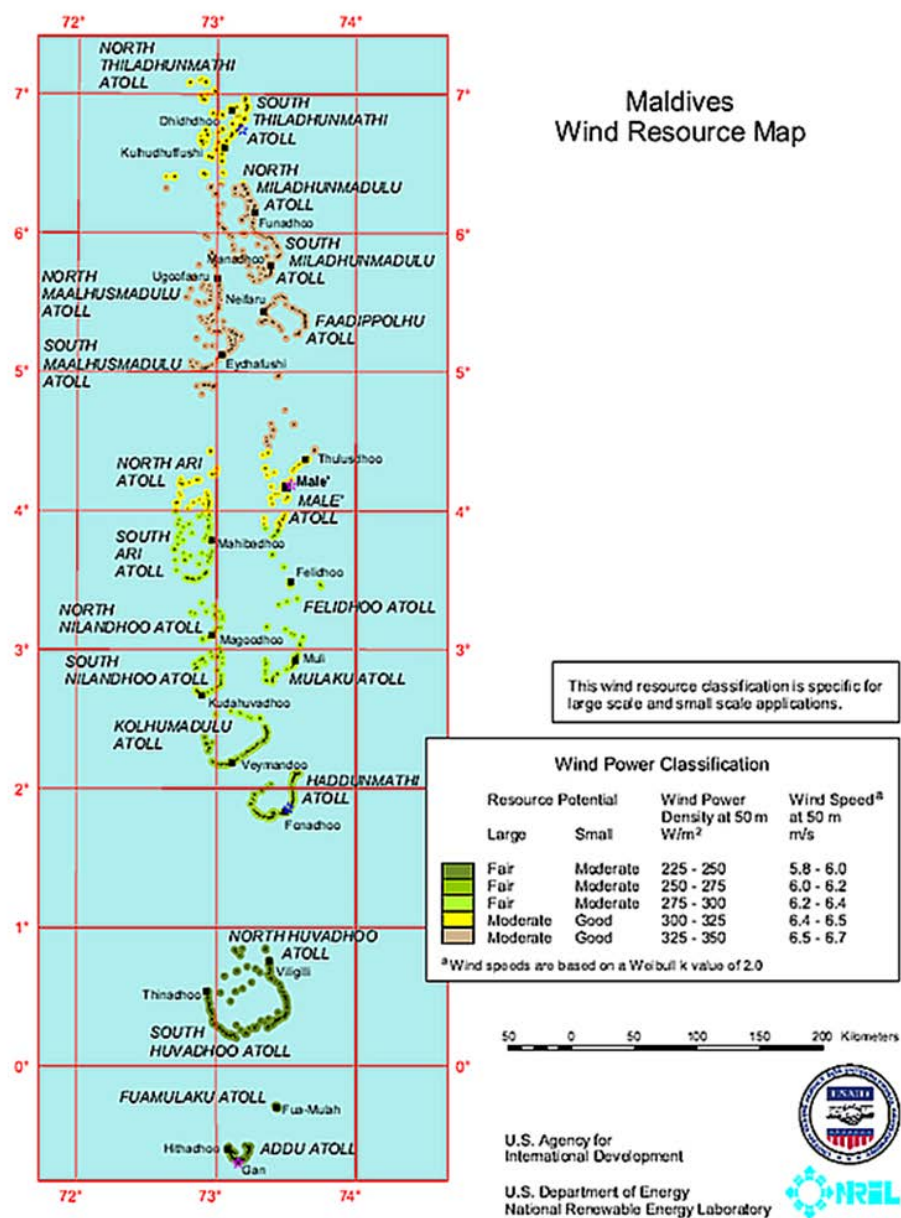 Maldives
Wind Resource Map
72°
73°
74°
NORTH
THILADHUNMATHI
ATOLL
7°
7°
SOUTH
THILADHUNMATHI
ATOLL
Dhidhdhoo
Kulhudhuffushi
NORTH
MILADHUNMADULU
ATOLL
Funadhoo
6°
6°
SOUTH
MILADHUNMADULU
ATOLL
Manadhoo
Ugoofaaru
NORTH
MAALHUSMADULU
ATOLL
Neifaru
FAADIPPOLHU
ATOLL
SOUTH
MAALHUSMADULU
ATOLL
Eydhafushi
5°
5°
NORTH ARI
ATOLL
Thulusdhoo
Male'
MALE'
ATOLL
4°
4°
SOUTH
ARI
ATOLL
Mahibadhoo
Felidhoo
FELIDHOO ATOLL
NORTH
NILANDHOO ATOLL
Magoodhoo
3°
3°
SOUTH
NILANDHOO ATOLL
Muli
MULAKU ATOLL
Kudahuvadhoo
KOLHUMADULU
ATOLL
Veymandoo
HADDUNMATHI
ATOLL
2°
2°
Fonadhoo
1°
1°
NORTH HUVADHOO
ATOLL
Viligilli
Thinadhoo
SOUTH
HUVADHOO ATOLL
0°
0°
FUAMULAKU ATOLL
Fua-Mulah
Hithadhoo
ADDU ATOLL
Gan
72°
73°
74°
This wind resource classification is specific for
large scale and small scale applications.
Wind Power Classification
Resource Potential Wind Power Wind Speed a
Density at 50 m at 50 m
Large Small W/m² m/s
Fair Moderate 225 - 250 5.8 - 6.0
Fair Moderate 250 - 275 6.0 - 6.2
Fair Moderate 275 - 300 6.2 - 6.4
Moderate Good 300 - 325 6.4 - 6.5
Moderate Good 325 - 350 6.5 - 6.7
a Wind speeds are based on a Weibull k value of 2.0
50 0 50 100 150 200 Kilometers
U.S. Agency for
International Development
USAID
U.S. Department of Energy
National Renewable Energy Laboratory
NREL